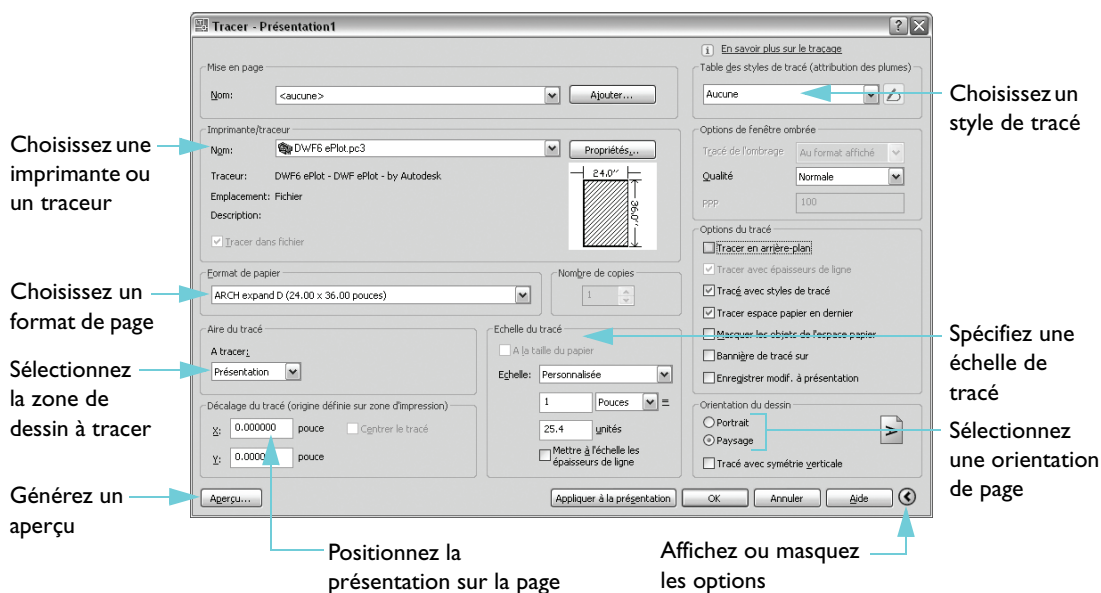 Tracer - Présentation1
En savoir plus sur le traçage
Mise en page
Nom: <aucune> Ajouter...
Table des styles de tracé (attribution des plumes)
Aucune
Choisissez un
style de tracé
Choisissez une
imprimante ou
un traceur
Imprimante/traceur
Nom: DWF6 ePlot.pc3 Propriétés...
Traceur: DWF6 ePlot - DWF ePlot - by Autodesk
Emplacement: Fichier
Description:
Tracer dans fichier
24.0''
36.0''
Options de fenêtre ombrée
Tracé de l'ombrage Au format affiché
Qualité Normale
PPP 100
Choisissez un
format de page
Format de papier
ARCH expand D (24.00 x 36.00 pouces)
Nombre de copies
1
Options du tracé
Tracer en arrière-plan
Tracer avec épaisseurs de ligne
Tracé avec styles de tracé
Tracer espace papier en dernier
Masquer les objets de l'espace papier
Bannière de tracé sur
Enregistrer modif. à présentation
Sélectionnez
la zone de
dessin à tracer
Aire du tracé
A tracer:
Présentation
Echelle du tracé
A la taille du papier
Echelle: Personnalisée
1 Pouces =
25.4 unités
Mettre à l'échelle les
épaisseurs de ligne
Spécifiez une
échelle de
tracé
Décalage du tracé (origine définie sur zone d'impression)
X: 0.000000 pouce Centrer le tracé
Y: 0.0000 pouce
Orientation du dessin
Portrait
Paysage
Tracé avec symétrie verticale
A
Sélectionnez
une orientation
de page
Générez un
aperçu
Aperçu... Appliquer à la présentation OK Annuler Aide
Positionnez la
présentation sur la page
Affichez ou masquez
les options